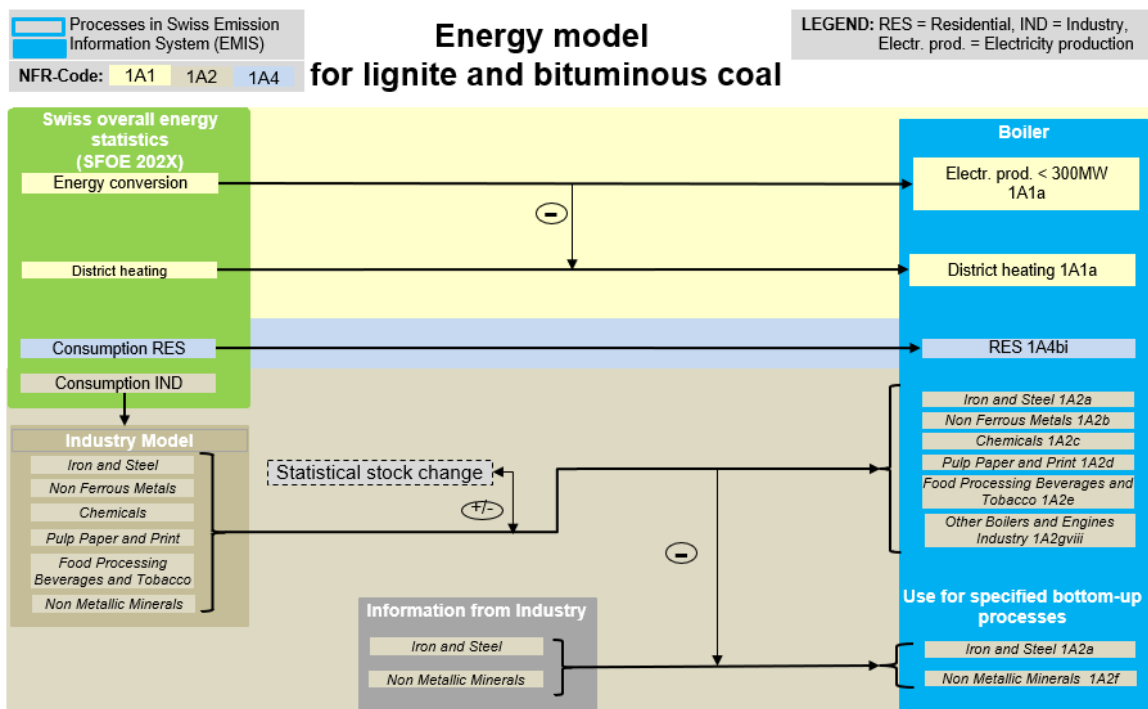 Processes in Swiss Emission
Information System (EMIS)
NFR-Code: 1A1 1A2 1A4
Energy model
for lignite and bituminous coal
LEGEND: RES = Residential, IND = Industry,
Electr. prod. = Electricity production
Swiss overall energy
statistics
(SFOE 202X)
Energy conversion
District heating
Consumption RES
Consumption IND
Industry Model
Iron and Steel
Non Ferrous Metals
Chemicals
Pulp Paper and Print
Food Processing
Beverages and Tobacco
Non Metallic Minerals
-
Statistical stock change
+/-
-
Information from Industry
Iron and Steel
Non Metallic Minerals
Boiler
Electr. prod. < 300MW
1A1a
District heating 1A1a
RES 1A4bi
Iron and Steel 1A2a
Non Ferrous Metals 1A2b
Chemicals 1A2c
Pulp Paper and Print 1A2d
Food Processing Beverages and
Tobacco 1A2e
Other Boilers and Engines
Industry 1A2gviii
Use for specified bottom-up
processes
Iron and Steel 1A2a
Non Metallic Minerals 1A2f